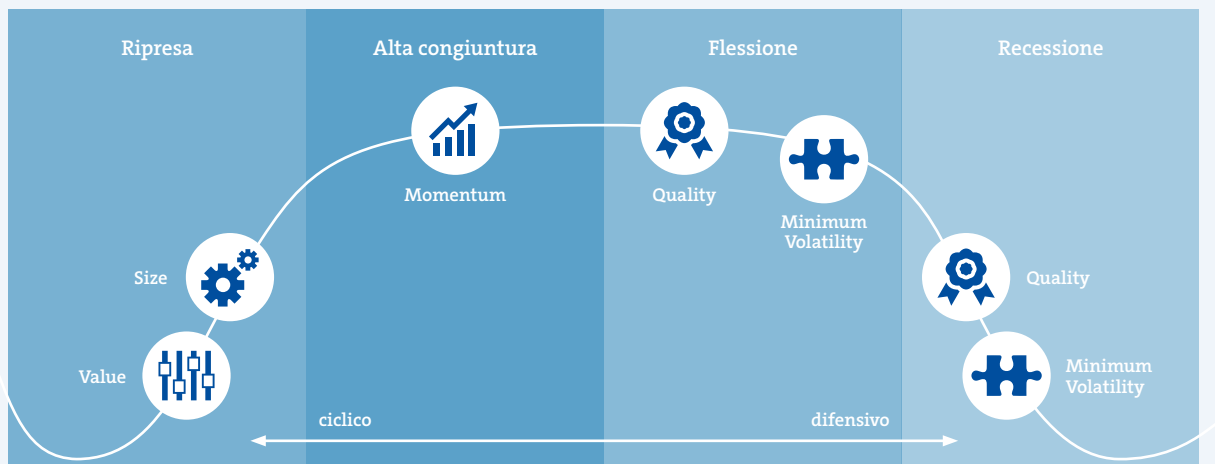 Ripresa
Alta congiuntura
Flessione
Recessione
Momentum
Quality
Minimum
Volatility
Size
Quality
Value
Minimum
Volatility
ciclico
difensivo